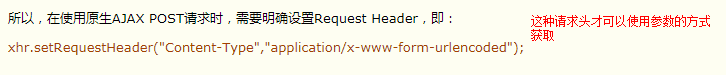 所以，在使用原生AJAX POST请求时，需要明确设置Request Header，即：
xhr.setRequestHeader("Content-Type","application/x-www-form-urlencoded");
这种请求头才可以使用参数的方式
获取